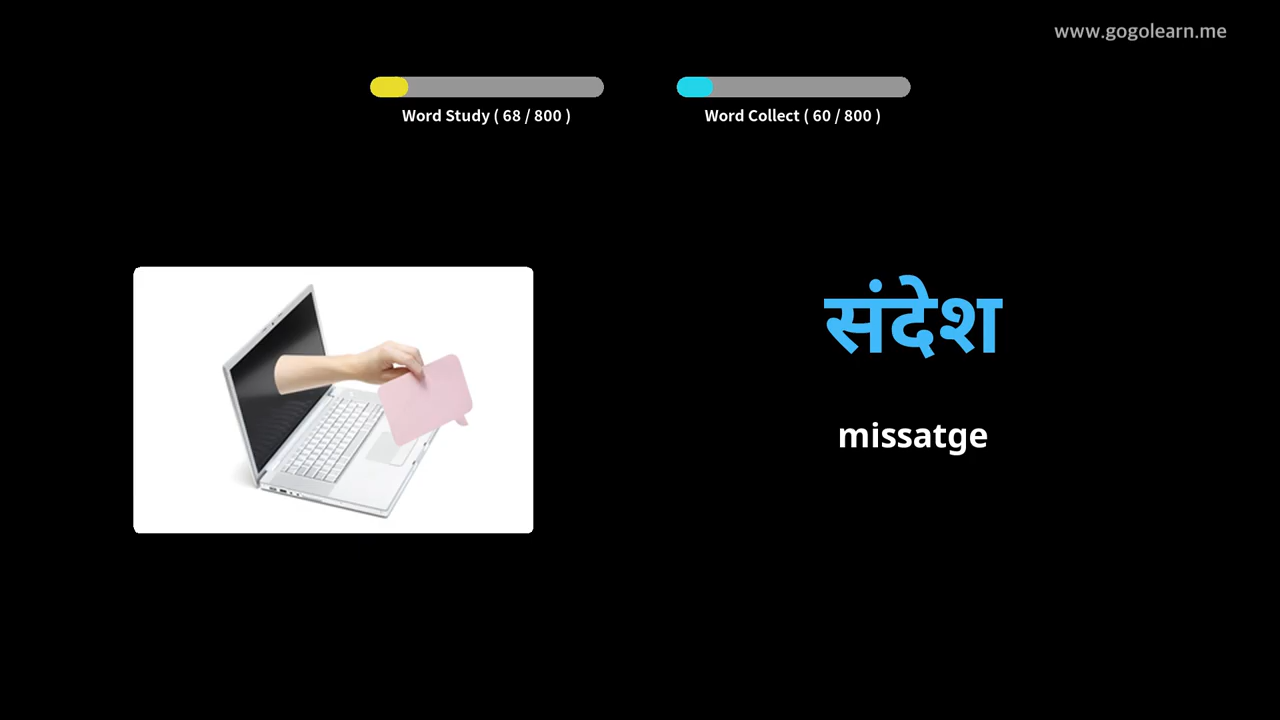 www.gogolearn.me
Word Study ( 68 / 800 )
Word Collect ( 60 / 800 )
संदेश
missatge